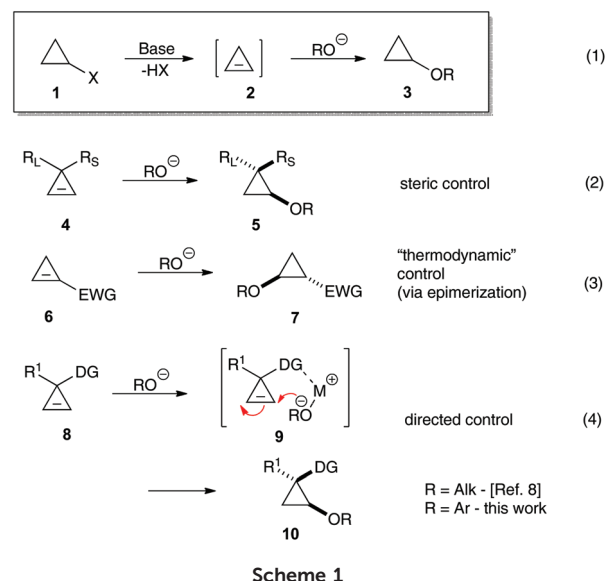 Base
-HX
RO⊖
X
OR
1
2
3
(1)
RL RS
RO⊖
RL RS
OR
4
5
steric control
(2)
RO⊖
EWG
RO
EWG
6
7
"thermodynamic"
control
(via epimerization)
(3)
R1 DG
RO⊖
R1 DG
M⊕
⊖
RO
8
9
directed control
(4)
R1 DG
OR
10
R = Alk - [Ref. 8]
R = Ar - this work
Scheme 1